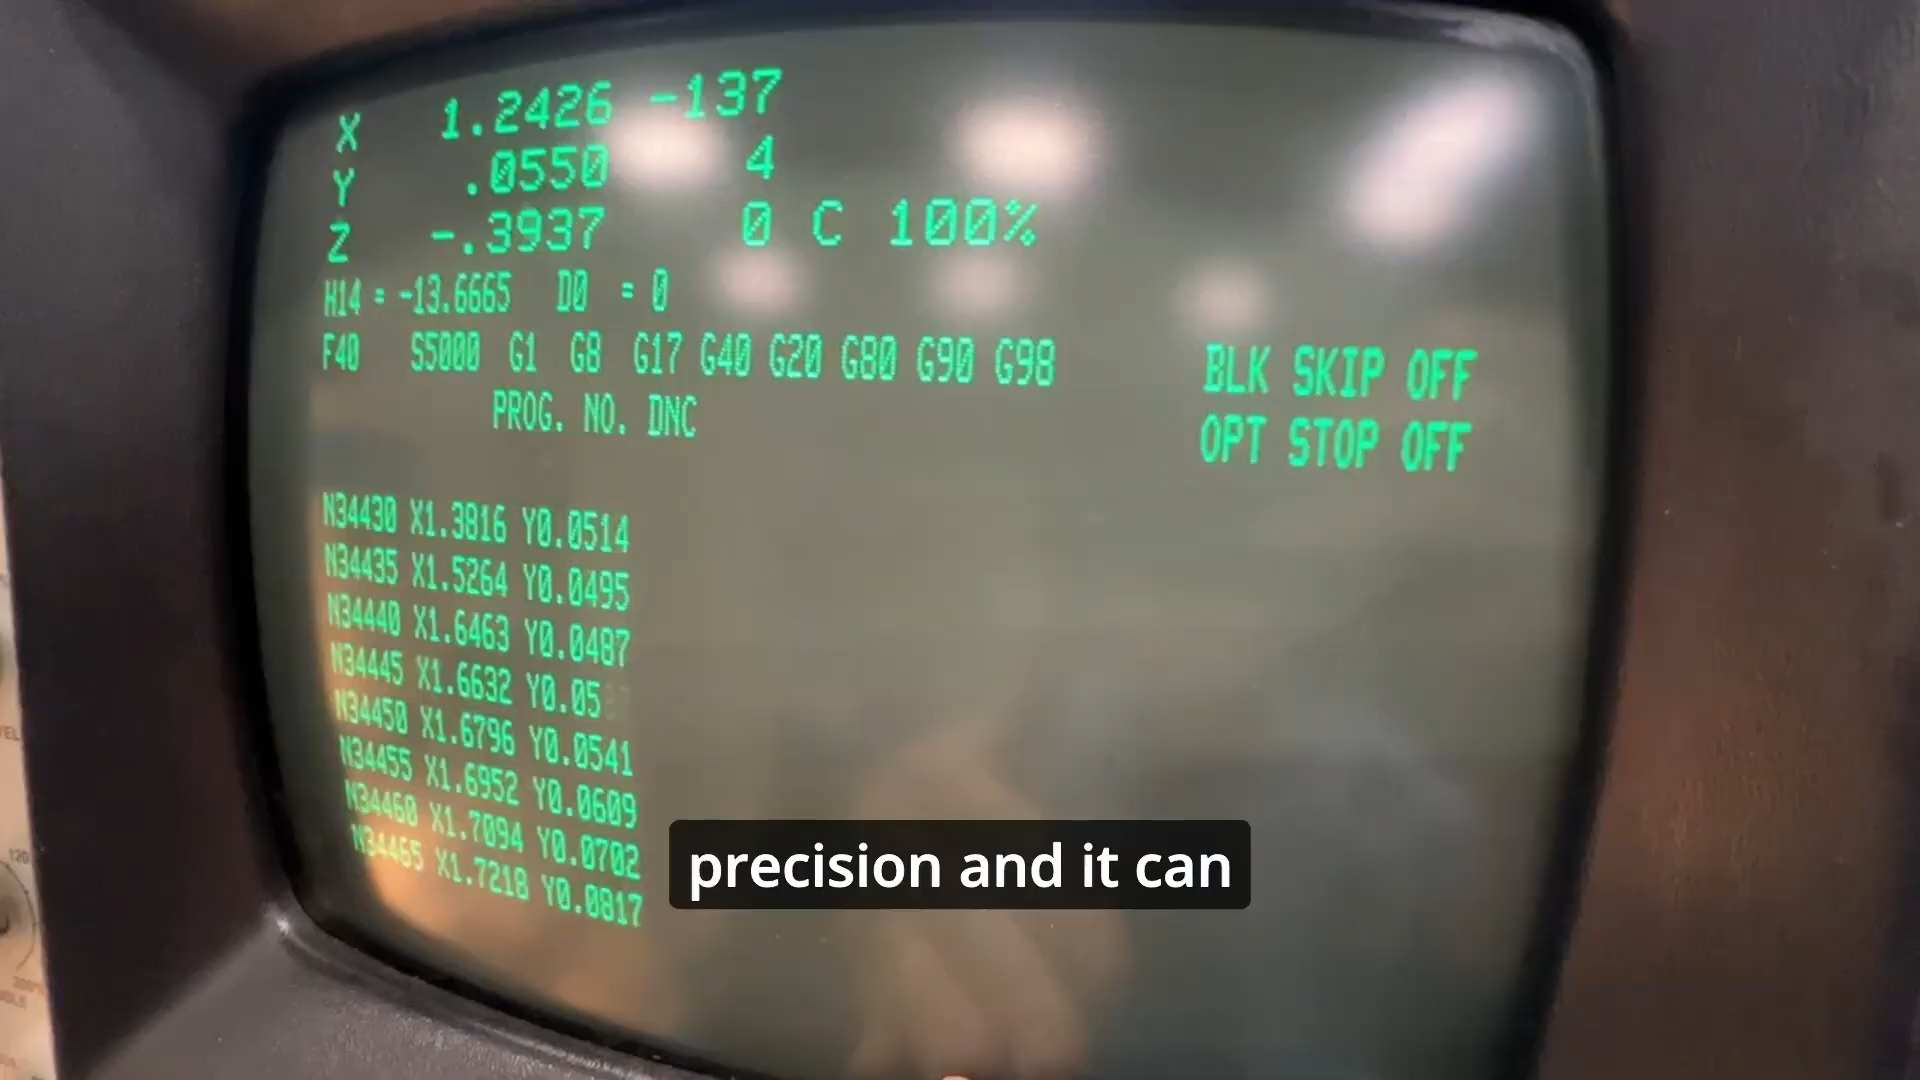 X 1.2426 -137
Y .0550 4
Z -.3937 0 C 100%
H14 = -13.6665 D0 = 0
F40 S5000 G1 G8 G17 G40 G20 G80 G90 G98
BLK SKIP OFF
PROG. NO. DNC
OPT STOP OFF
N34430 X1.3816 Y0.0514
N34435 X1.5264 Y0.0495
N34440 X1.6463 Y0.0487
N34445 X1.6632 Y0.05
N34450 X1.6796 Y0.0541
N34455 X1.6952 Y0.0609
N34460 X1.7094 Y0.0702
N34465 X1.7218 Y0.0817
precision and it can
120